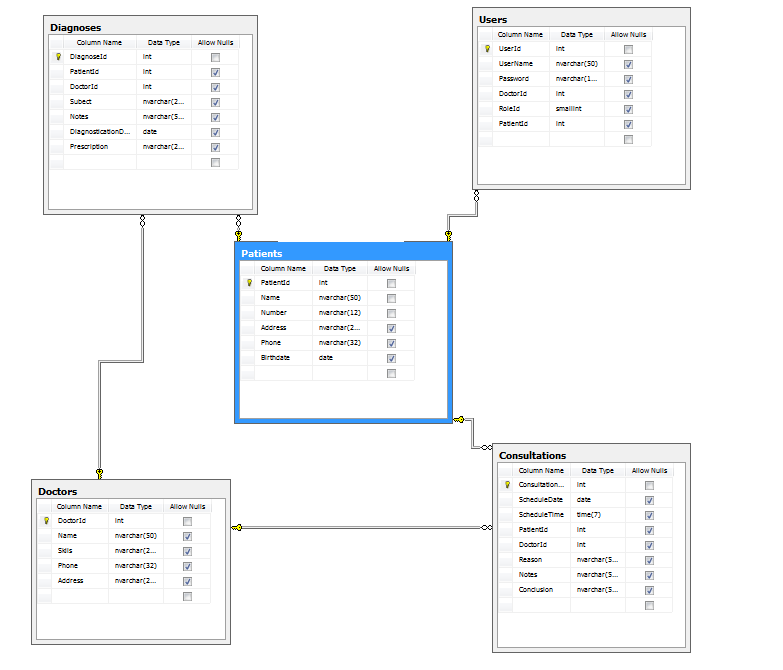 Diagnoses
Column Name Data Type Allow Nulls
DiagnoseId int
PatientId int
DoctorId int
Subect nvarchar(2...
Notes nvarchar(5...
DiagnosticationD... date
Prescription nvarchar(2...
Users
Column Name Data Type Allow Nulls
UserId int
UserName nvarchar(50)
Password nvarchar(1...
DoctorId int
RoleId smallint
PatientId int
Patients
Column Name Data Type Allow Nulls
PatientId int
Name nvarchar(50)
Number nvarchar(12)
Address nvarchar(2...
Phone nvarchar(32)
Birthdate date
Doctors
Column Name Data Type Allow Nulls
DoctorId int
Name nvarchar(50)
Skills nvarchar(2...
Phone nvarchar(32)
Address nvarchar(2...
Consultations
Column Name Data Type Allow Nulls
Consultation... int
ScheduleDate date
ScheduleTime time(7)
PatientId int
DoctorId int
Reason nvarchar(5...
Notes nvarchar(5...
Conclusion nvarchar(5...